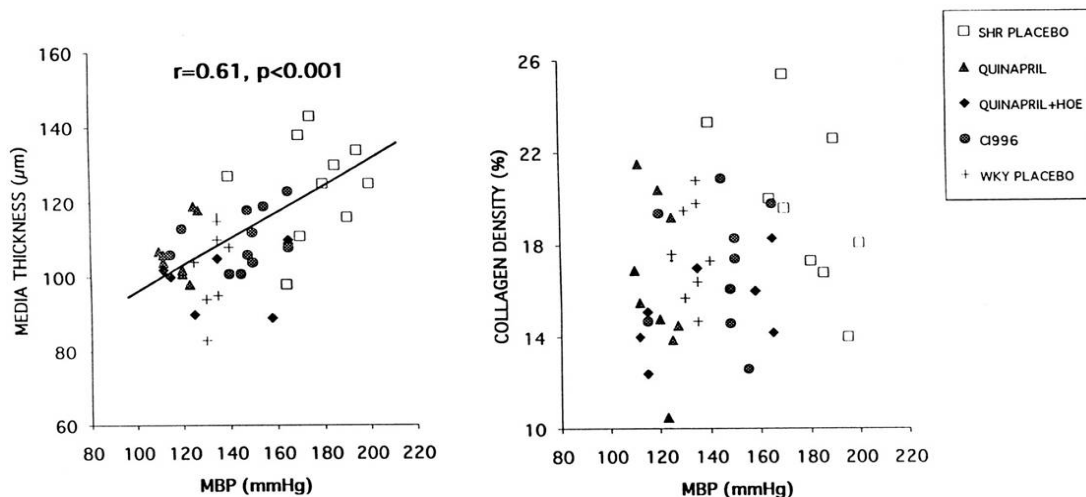 SHR PLACEBO
QUINAPRIL
QUINAPRIL+HOE
CI996
WKY PLACEBO
160
140
120
100
80
60
r=0.61, p<0.001
MEDIA THICKNESS (µm)
80 100 120 140 160 180 200 220
MBP (mmHg)
26
22
18
14
10
COLLAGEN DENSITY (%)
80 100 120 140 160 180 200 220
MBP (mmHg)